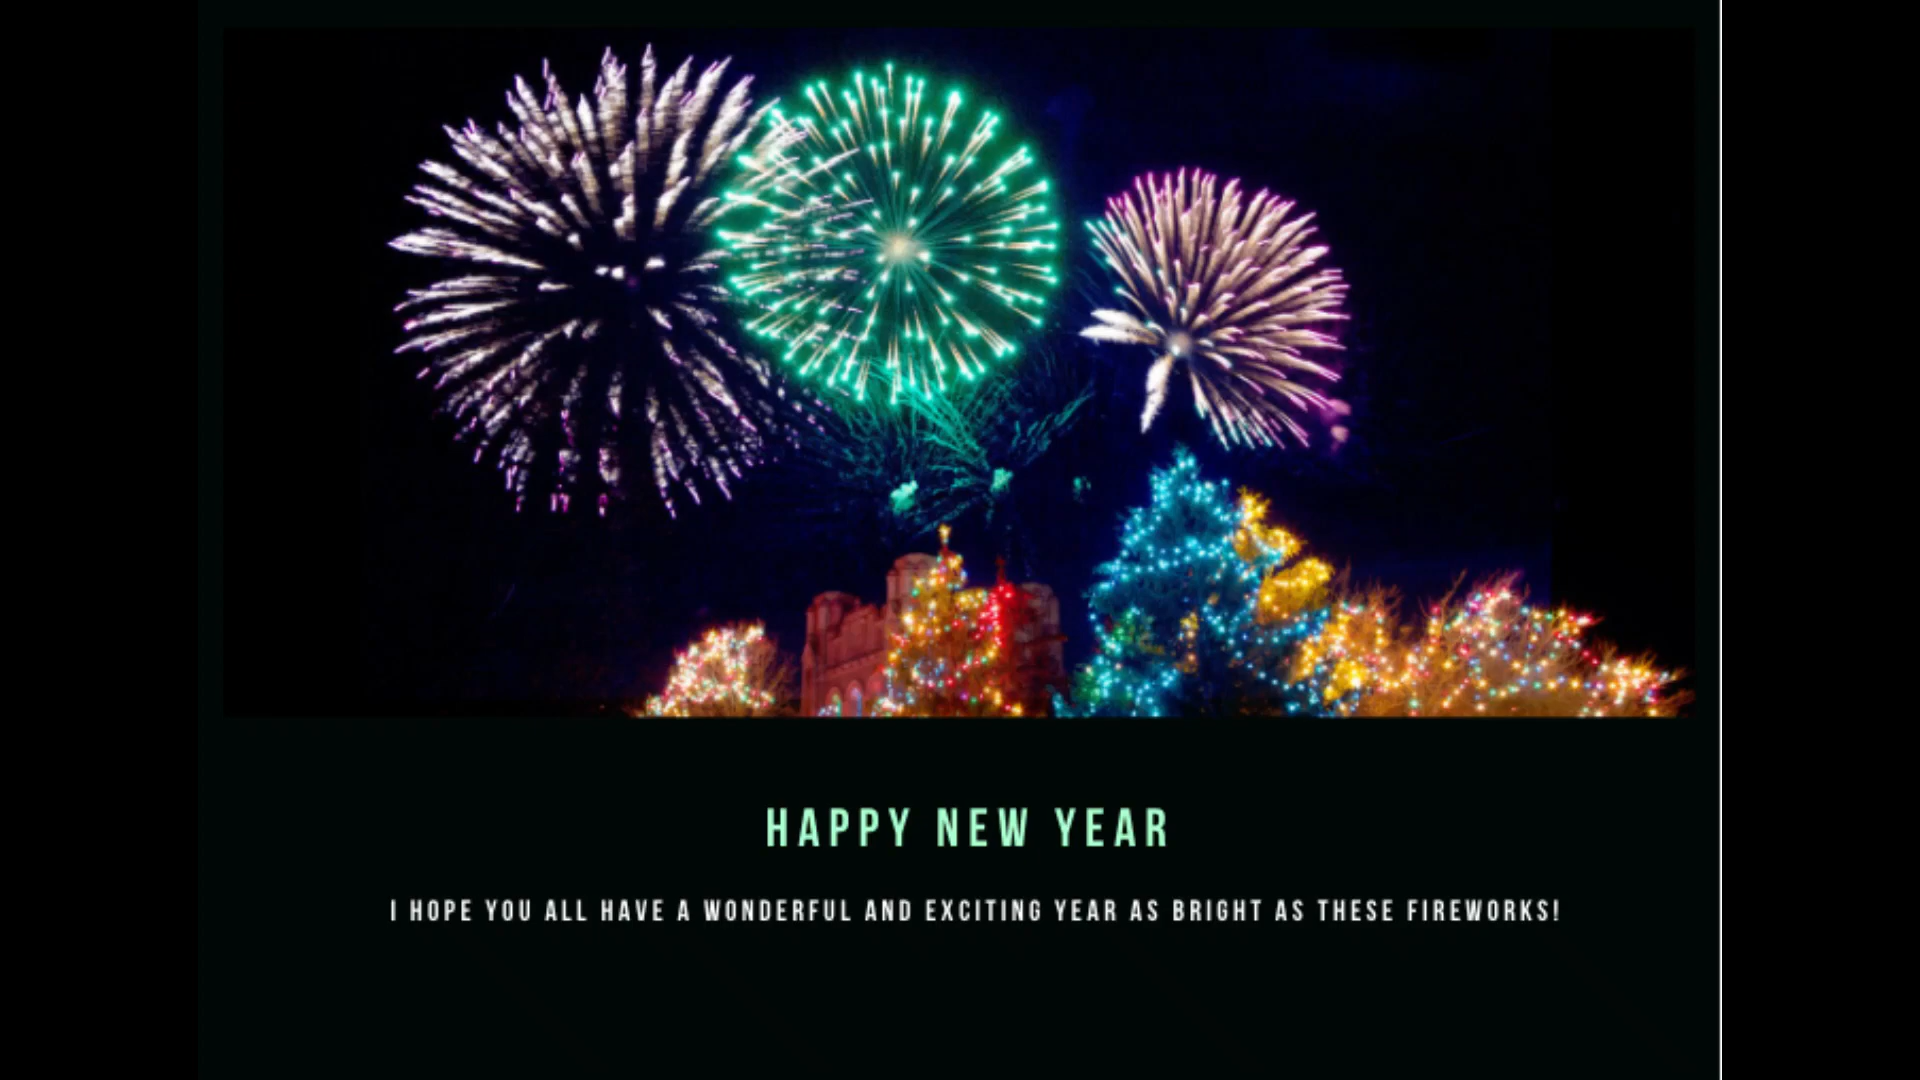 HAPPY NEW YEAR
I HOPE YOU ALL HAVE A WONDERFUL AND EXCITING YEAR AS BRIGHT AS THESE FIREWORKS!